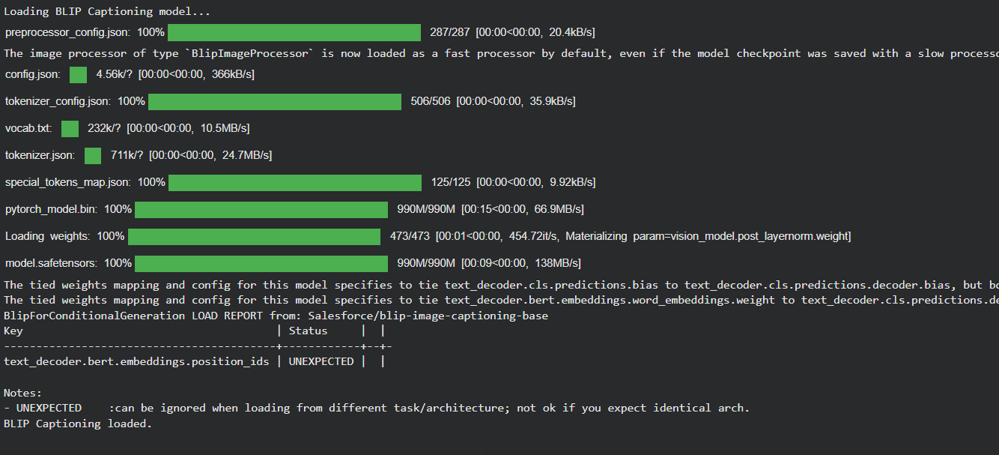 Loading BLIP Captioning model...
preprocessor_config.json: 100% 287/287 [00:00<00:00, 20.4kB/s]
The image processor of type `BlipImageProcessor` is now loaded as a fast processor by default, even if the model checkpoint was saved with a slow
config.json: 4.56k/? [00:00<00:00, 366kB/s]
tokenizer_config.json: 100% 506/506 [00:00<00:00, 35.9kB/s]
vocab.txt: 232k/? [00:00<00:00, 10.5MB/s]
tokenizer.json: 711k/? [00:00<00:00, 24.7MB/s]
special_tokens_map.json: 100% 125/125 [00:00<00:00, 9.92kB/s]
pytorch_model.bin: 100% 990M/990M [00:15<00:00, 66.9MB/s]
Loading weights: 100% 473/473 [00:01<00:00, 454.72it/s, Materializing param=vision_model.post_layernorm.weight]
model.safetensors: 100% 990M/990M [00:09<00:00, 138MB/s]
The tied weights mapping and config for this model specifies to tie text_decoder.cls.predictions.bias to text_decoder.cls.predictions.decoder.bias, but
The tied weights mapping and config for this model specifies to tie text_decoder.bert.embeddings.word_embeddings.weight to
BlipForConditionalGeneration LOAD REPORT from: Salesforce/blip-image-captioning-base
Key | Status | |
------------------------------------------+------------+--+-
text_decoder.bert.embeddings.position_ids | UNEXPECTED | |
Notes:
- UNEXPECTED :can be ignored when loading from different task/architecture; not ok if you expect identical arch.
BLIP Captioning loaded.